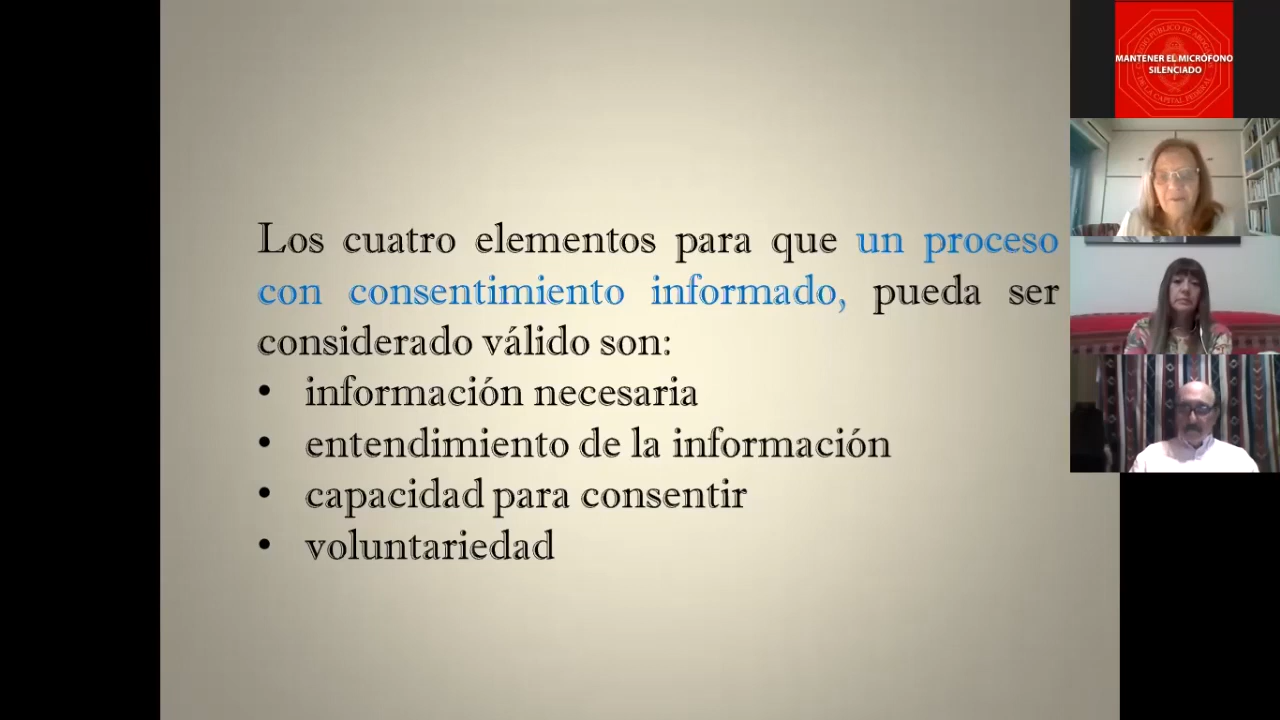 Los cuatro elementos para que un proceso
con consentimiento informado, pueda ser
considerado válido son:
• información necesaria
• entendimiento de la información
• capacidad para consentir
• voluntariedad
MANTENER EL MICRÓFONO
SILENCIADO